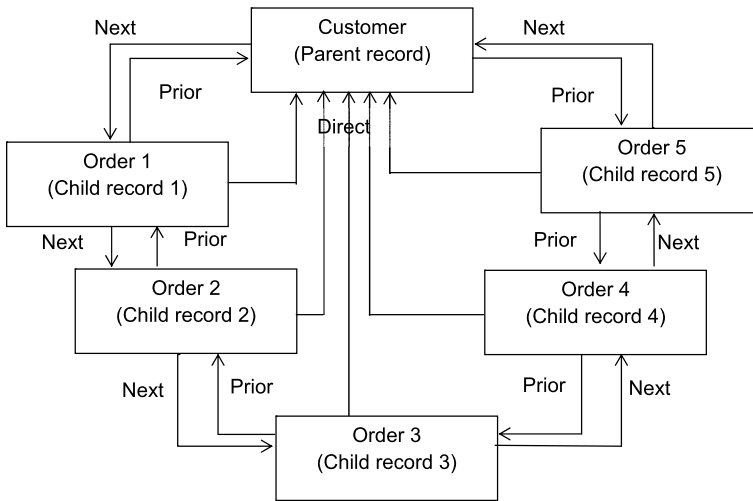 Customer
(Parent record)
Next
Next
Prior
Prior
Direct
Order 1
(Child record 1)
Order 5
(Child record 5)
Next
Prior
Prior
Next
Order 2
(Child record 2)
Order 4
(Child record 4)
Next
Prior
Prior
Next
Order 3
(Child record 3)